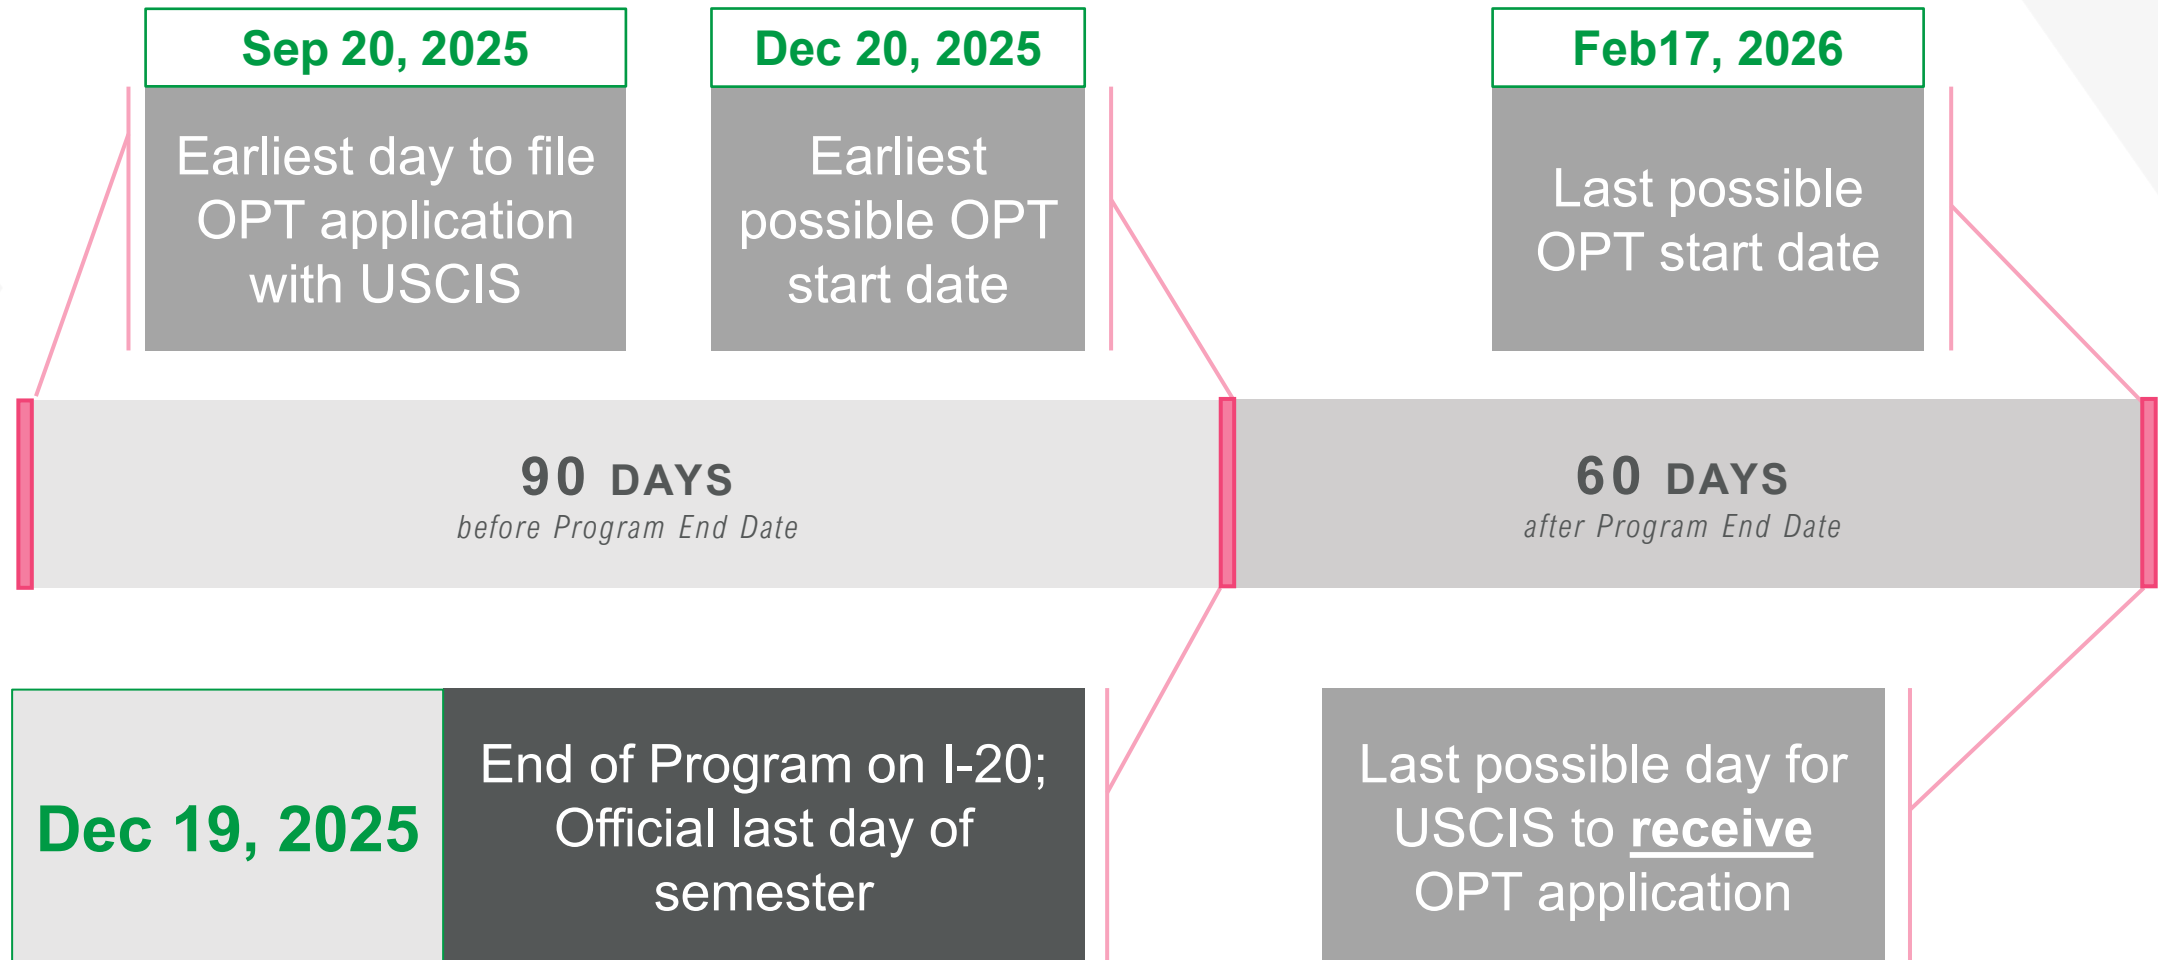 Sep 20, 2025
Earliest day to file
OPT application
with USCIS
Dec 20, 2025
Earliest
possible OPT
start date
Feb17, 2026
Last possible
OPT start date
90 DAYS
before Program End Date
60 DAYS
after Program End Date
Dec 19, 2025
End of Program on I-20;
Official last day of
semester
Last possible day for
USCIS to receive
OPT application